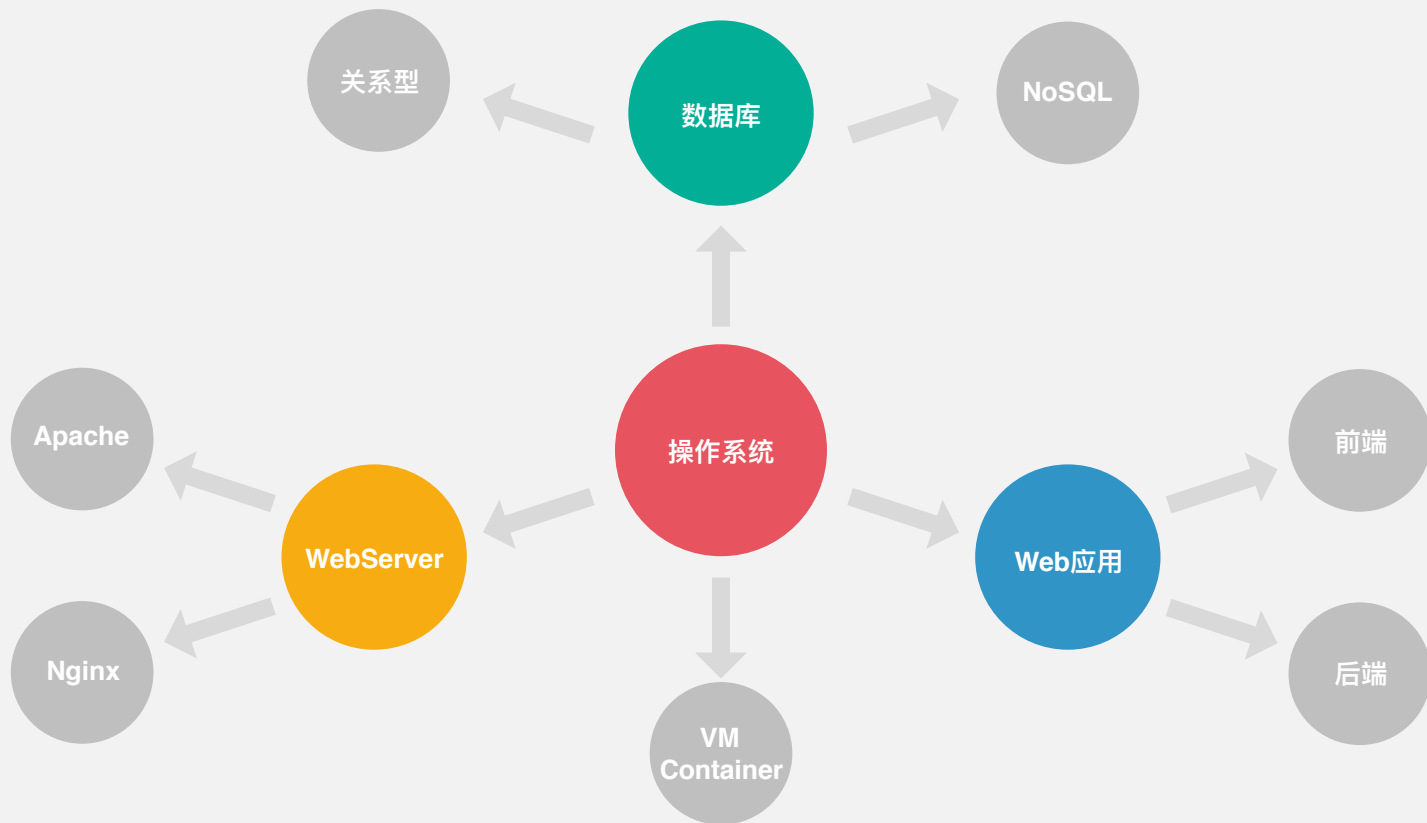 关系型
数据库
NoSQL
操作系统
Apache
WebServer
Nginx
Web应用
前端
后端
VM
Container